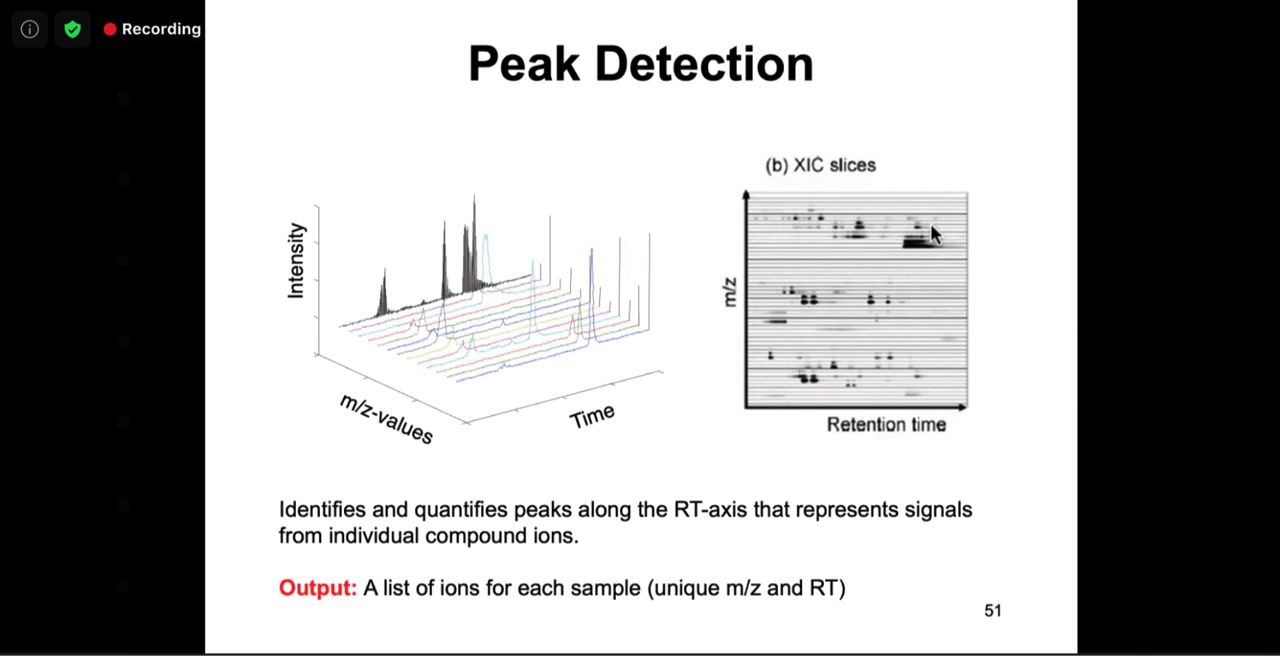 Recording
Peak Detection
(b) XIC slices
Intensity
m/z-values
Time
m/z
Retention time
Identifies and quantifies peaks along the RT-axis that represents signals
from individual compound ions.
Output: A list of ions for each sample (unique m/z and RT)
51